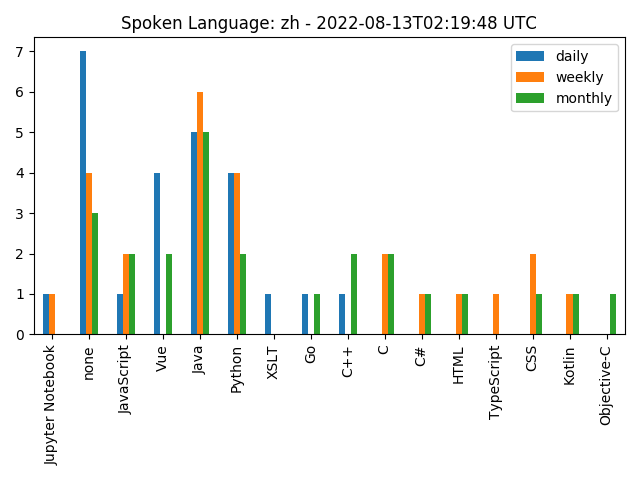 Spoken Language: zh - 2022-08-13T02:19:48 UTC
daily
weekly
monthly
7
6
5
4
3
2
1
0
Jupyter Notebook
none
JavaScript
Vue
Java
Python
XSLT
Go
C++
C
C#
HTML
TypeScript
CSS
Kotlin
Objective-C